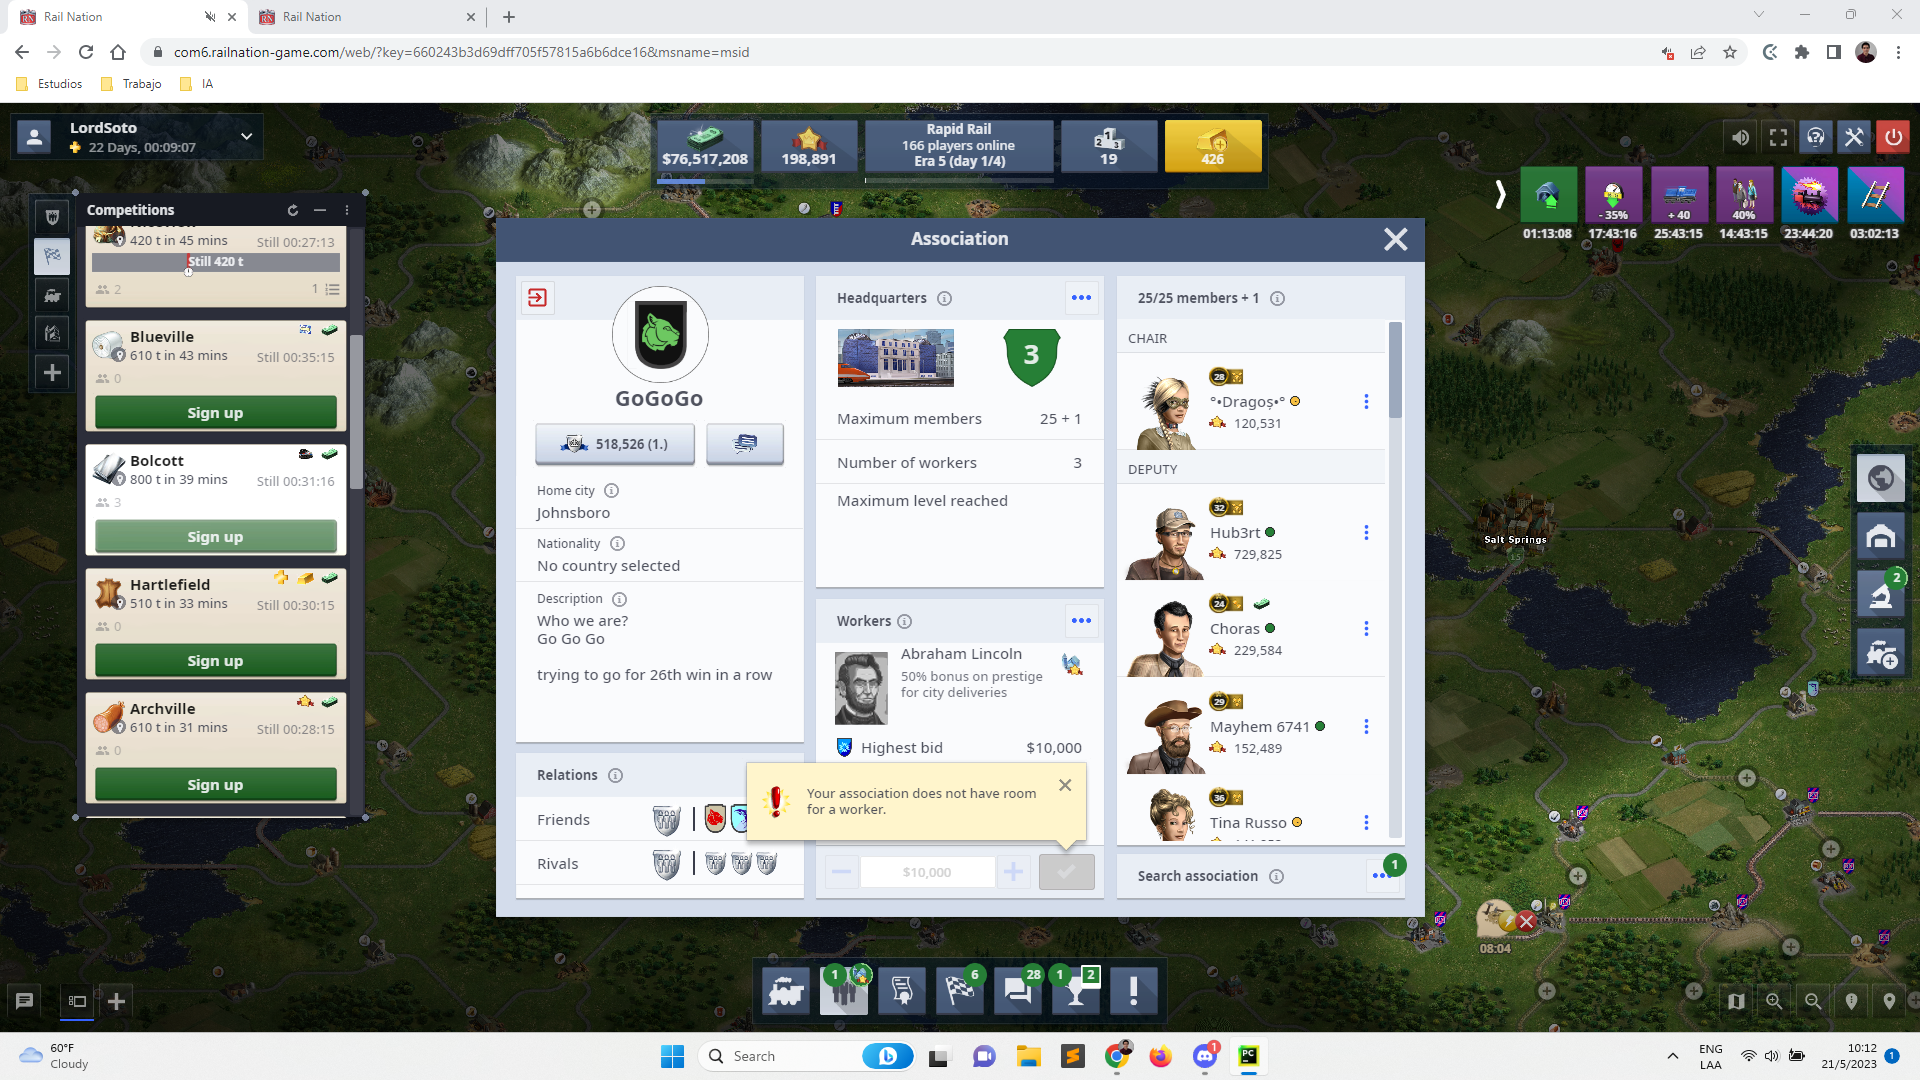 Rail Nation
Rail Nation
com6.railnation-game.com/web/?key=660243b3d69dff705f57815a6b6dce16&msname=msid
Estudios
Trabajo
IA
LordSoto
22 Days, 00:09:07
$76,517,208
198,891
Rapid Rail
166 players online
Era 5 (day 1/4)
19
426
- 35%
+ 40
40%
01:13:08
17:43:16
25:43:15
14:43:15
23:44:20
03:02:13
Competitions
420 t in 45 mins
Still 00:27:13
Still 420 t
2
1
Blueville
610 t in 43 mins
Still 00:35:15
0
Sign up
Bolcott
800 t in 39 mins
Still 00:31:16
3
Sign up
Hartlefield
510 t in 33 mins
Still 00:30:15
0
Sign up
Archville
610 t in 31 mins
Still 00:28:15
0
Sign up
Association
GoGoGo
518,526 (1.)
Home city
Johnsboro
Nationality
No country selected
Description
Who we are?
Go Go Go
trying to go for 26th win in a row
Relations
Friends
Rivals
Headquarters
3
Maximum members
25 + 1
Number of workers
3
Maximum level reached
Workers
Abraham Lincoln
50% bonus on prestige
for city deliveries
Highest bid
$10,000
Your association does not have room
for a worker.
$10,000
25/25 members + 1
CHAIR
28
°•Dragoș•°
120,531
DEPUTY
32
Hub3rt
729,825
24
Choras
229,584
29
Mayhem 6741
152,489
36
Tina Russo
Search association
1
Salt Springs
2
08:04
1
6
28
1
2
60°F
Cloudy
Search
1
ENG
LAA
10:12
21/5/2023
1